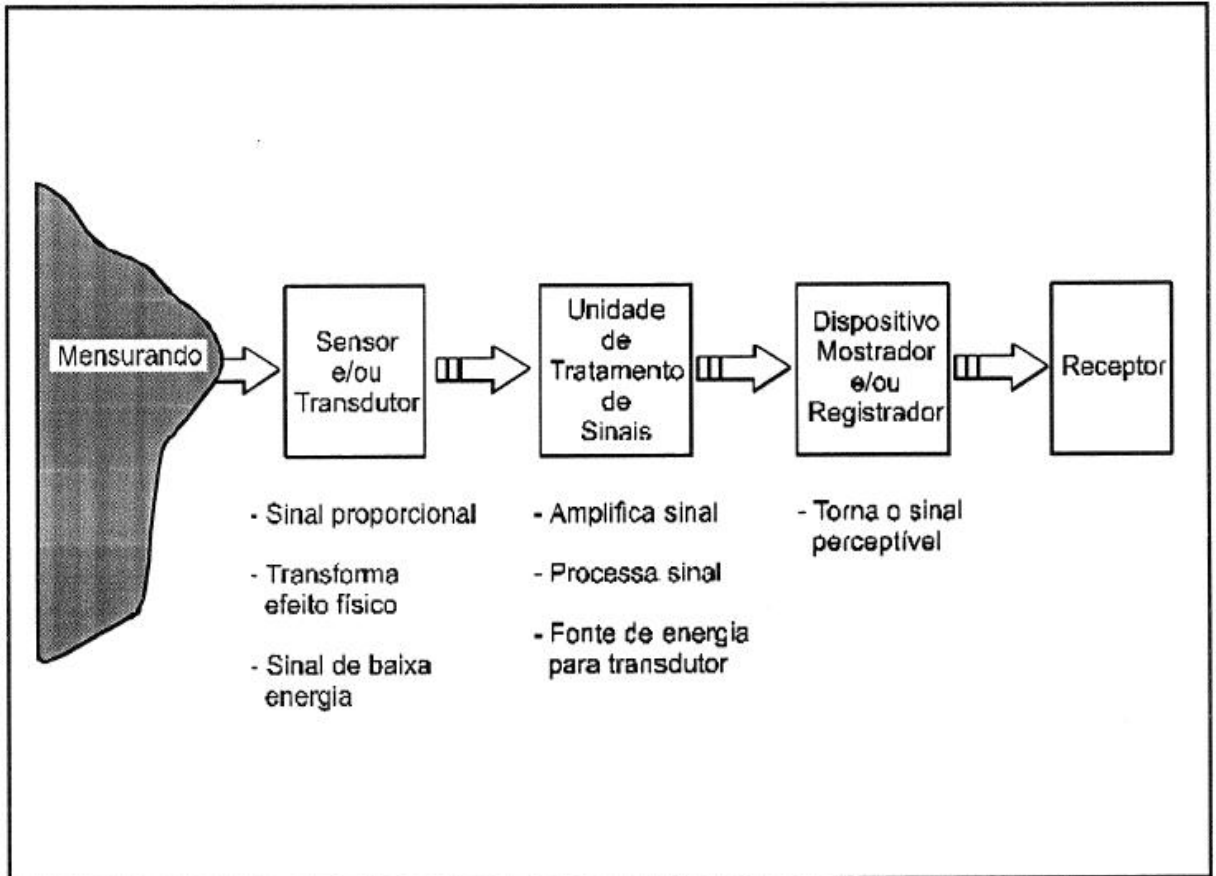 Mensurando
Sensor
e/ou
Transdutor
Unidade
de
Tratamento
de
Sinais
Dispositivo
Mostrador
e/ou
Registrador
Receptor
- Sinal proporcional
- Transforma
efeito físico
- Sinal de baixa
energia
- Amplifica sinal
- Processa sinal
- Fonte de energia
para transdutor
- Torna o sinal
perceptível